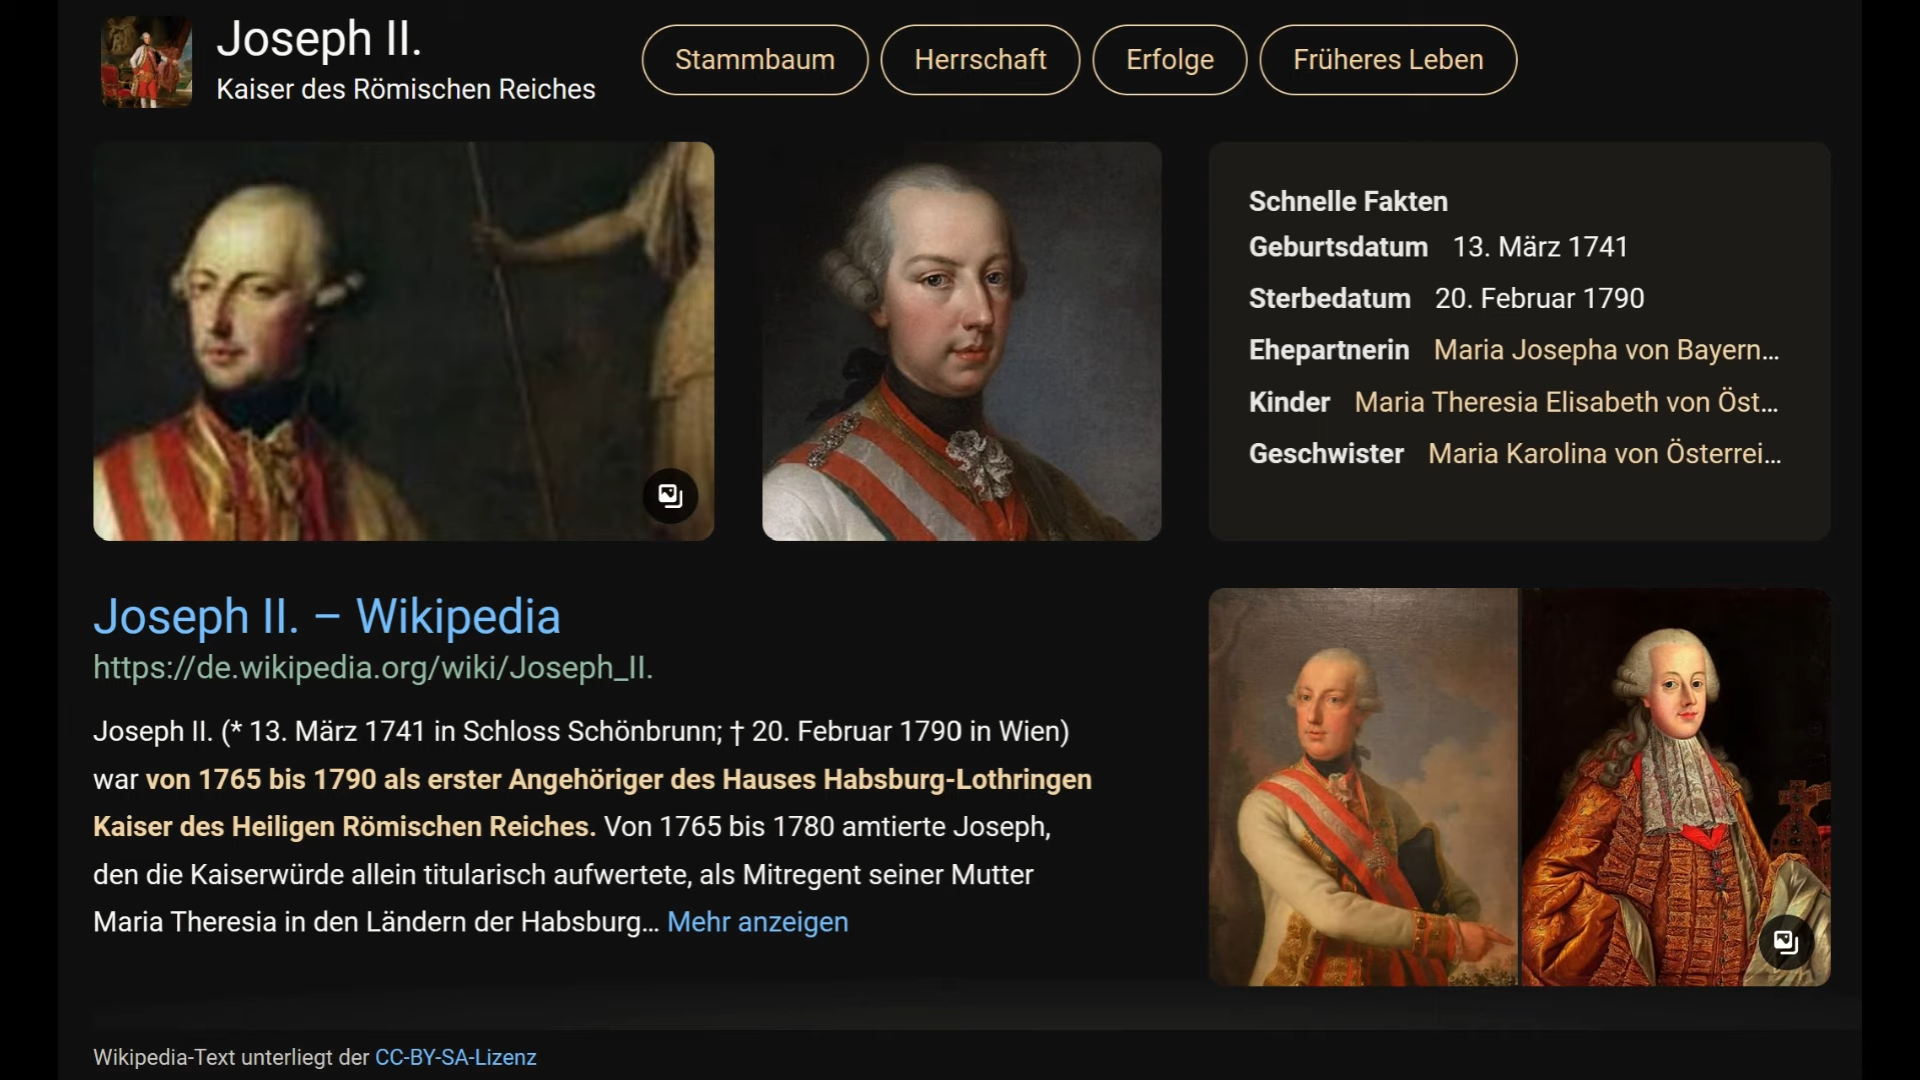 Joseph II.
Kaiser des Römischen Reiches
Stammbaum
Herrschaft
Erfolge
Früheres Leben
Schnelle Fakten
Geburtsdatum 13. März 1741
Sterbedatum 20. Februar 1790
Ehepartnerin Maria Josepha von Bayern...
Kinder Maria Theresia Elisabeth von Öst...
Geschwister Maria Karolina von Österrei...
Joseph II. – Wikipedia
https://de.wikipedia.org/wiki/Joseph_II.
Joseph II. (* 13. März 1741 in Schloss Schönbrunn; † 20. Februar 1790 in Wien)
war von 1765 bis 1790 als erster Angehöriger des Hauses Habsburg-Lothringen
Kaiser des Heiligen Römischen Reiches. Von 1765 bis 1780 amtierte Joseph,
den die Kaiserwürde allein titularisch aufwertete, als Mitregent seiner Mutter
Maria Theresia in den Ländern der Habsburg... Mehr anzeigen
Wikipedia-Text unterliegt der CC-BY-SA-Lizenz